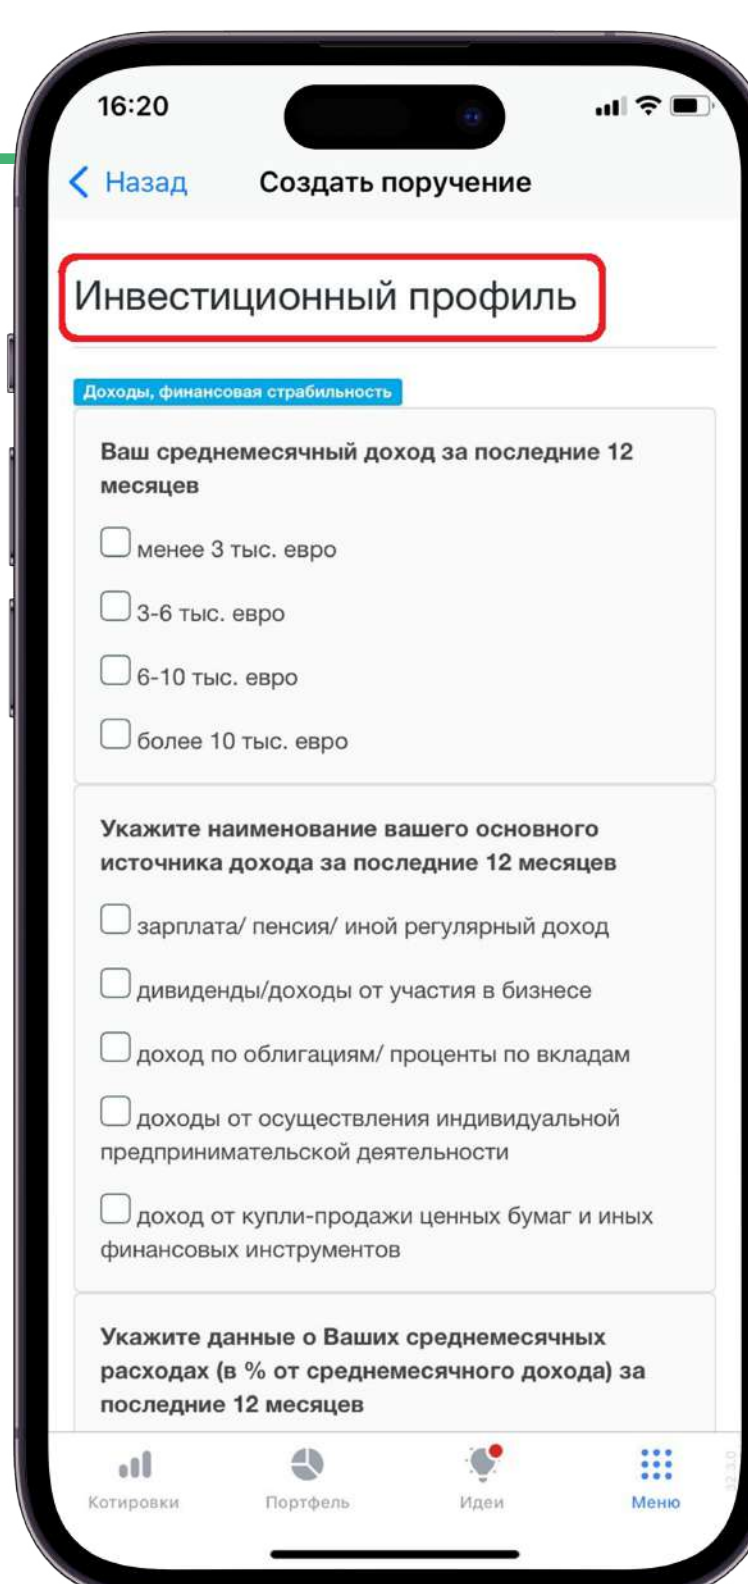 16:20
Назад
Создать поручение
Инвестиционный профиль
Доходы, финансовая страбильность
Ваш среднемесячный доход за последние 12
месяцев
менее 3 тыс. евро
3-6 тыс. евро
6-10 тыс. евро
более 10 тыс. евро
Укажите наименование вашего основного
источника дохода за последние 12 месяцев
зарплата/ пенсия/ иной регулярный доход
дивиденды/доходы от участия в бизнесе
доход по облигациям/ проценты по вкладам
доходы от осуществления индивидуальной
предпринимательской деятельности
доход от купли-продажи ценных бумаг и иных
финансовых инструментов
Укажите данные о Ваших среднемесячных
расходах (в % от среднемесячного дохода) за
последние 12 месяцев
Котировки
Портфель
Идеи
Меню